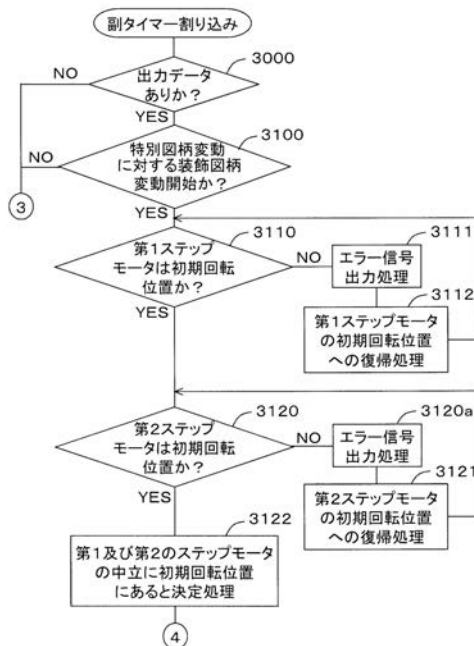 副タイマー割り込み
3000
NO
出力データ
ありか？
YES
3100
NO
特別図柄変動
に対する装飾図柄
変動開始か？
③
YES
3110
3111
第1ステップ
モータは初期回転
位置か？
NO
エラー信号
出力処理
3112
YES
第1ステップモータ
の初期回転位置
への復帰処理
3120
3120a
第2ステップ
モータは初期回転
位置か？
NO
エラー信号
出力処理
3121
YES
第2ステップモータ
の初期回転位置
への復帰処理
3122
第1及び第2のステップモータ
の中立に初期回転位置
にあると決定処理
④